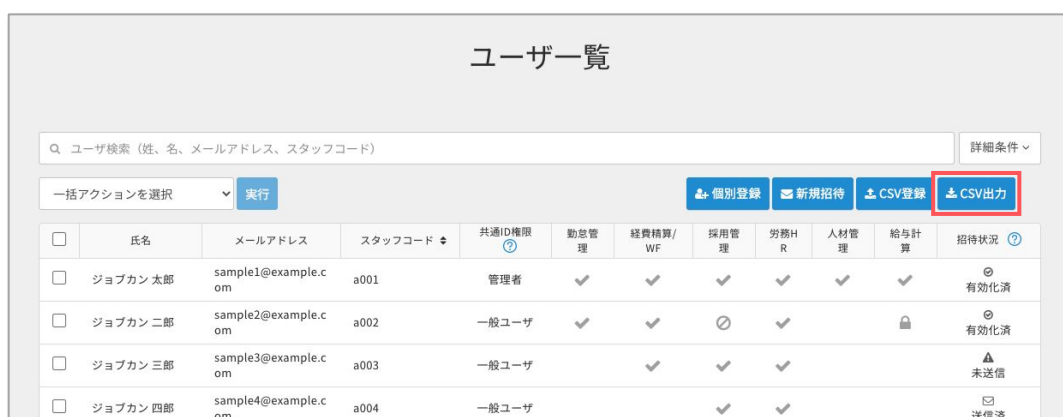 ユーザ一覧
ユーザ検索（姓、名、メールアドレス、スタッフコード）
詳細条件
一括アクションを選択 実行 個別登録 新規招待 CSV登録 CSV出力
氏名 メールアドレス スタッフコード 共通ID権限 勤怠管理 経費精算/WF 採用管理 労務HR 人材管理 給与計算 招待状況
ジョブカン 太郎 sample1@example.com a001 管理者 有効化済
ジョブカン 二郎 sample2@example.com a002 一般ユーザ 有効化済
ジョブカン 三郎 sample3@example.com a003 一般ユーザ 未送信
ジョブカン 四郎 sample4@example.com a004 一般ユーザ 送信済